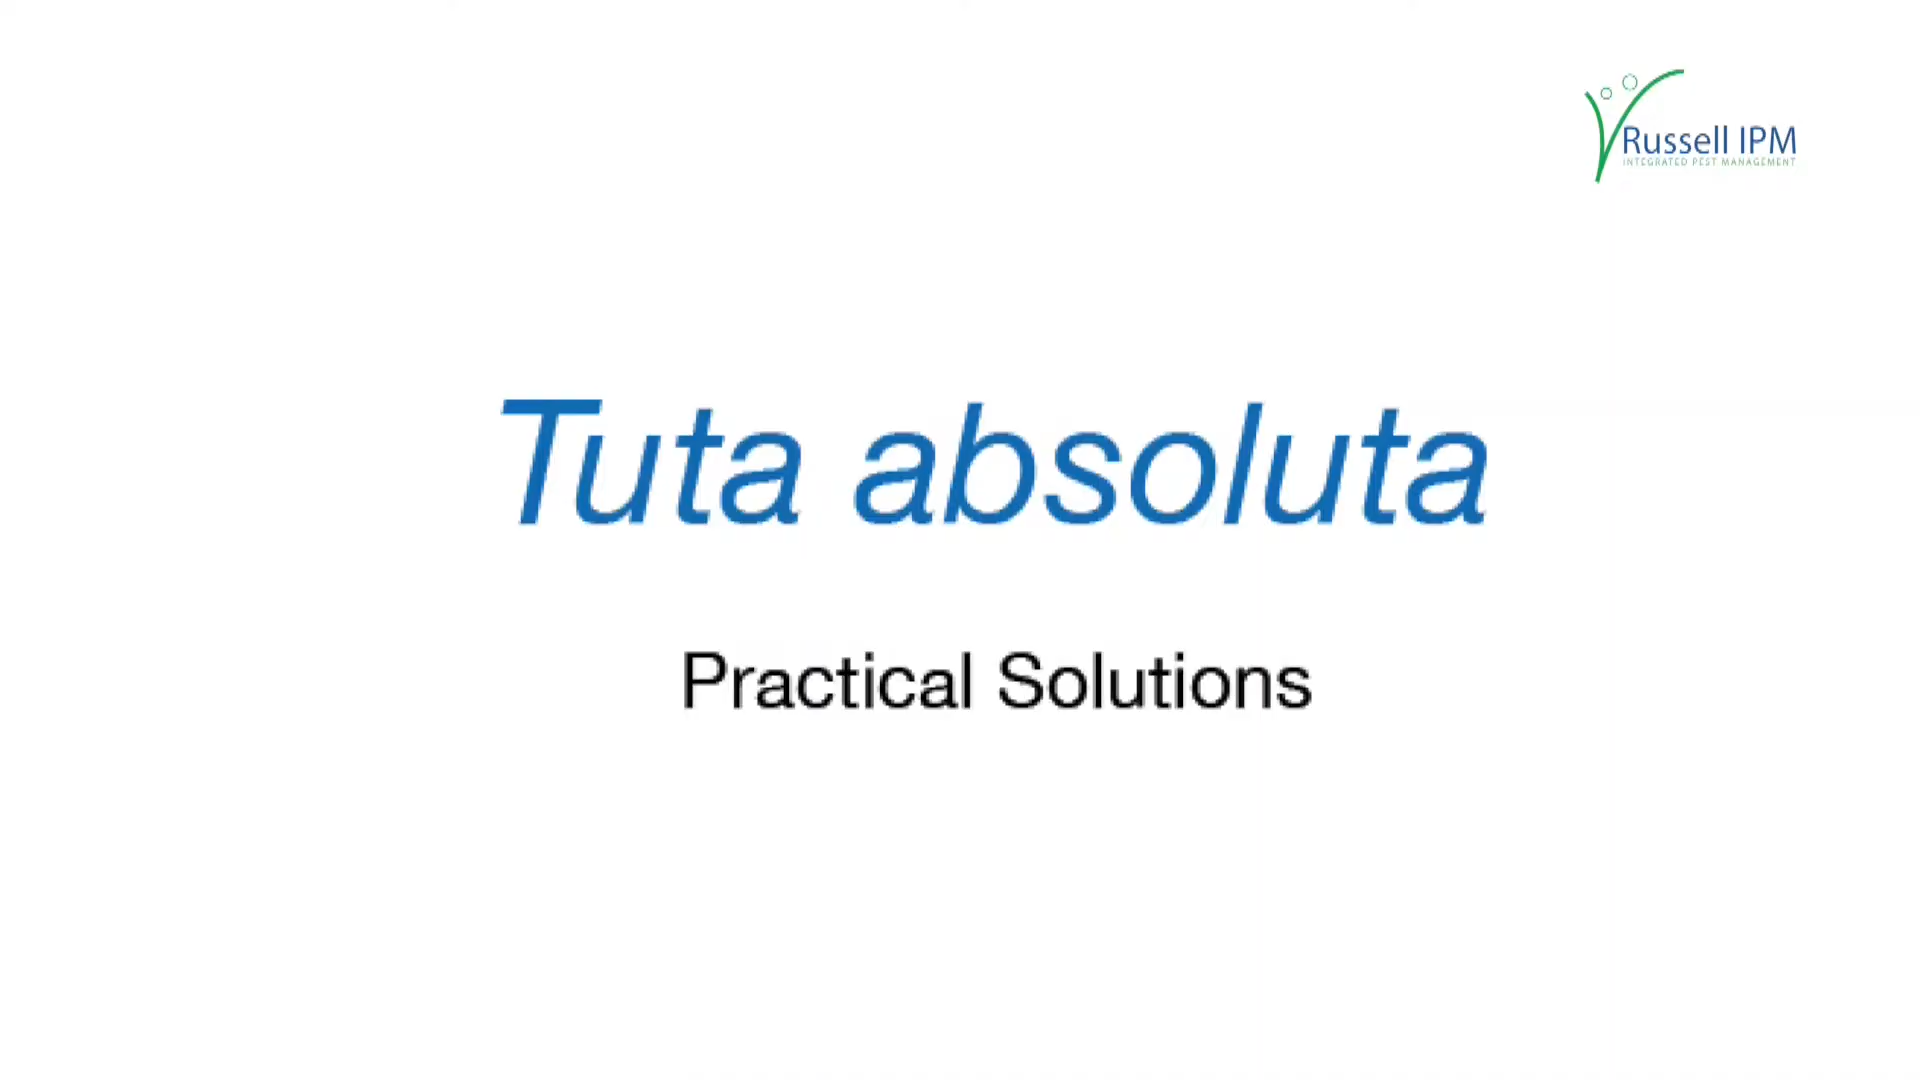 Russell IPM
INTEGRATED PEST MANAGEMENT
Tuta absoluta
Practical Solutions